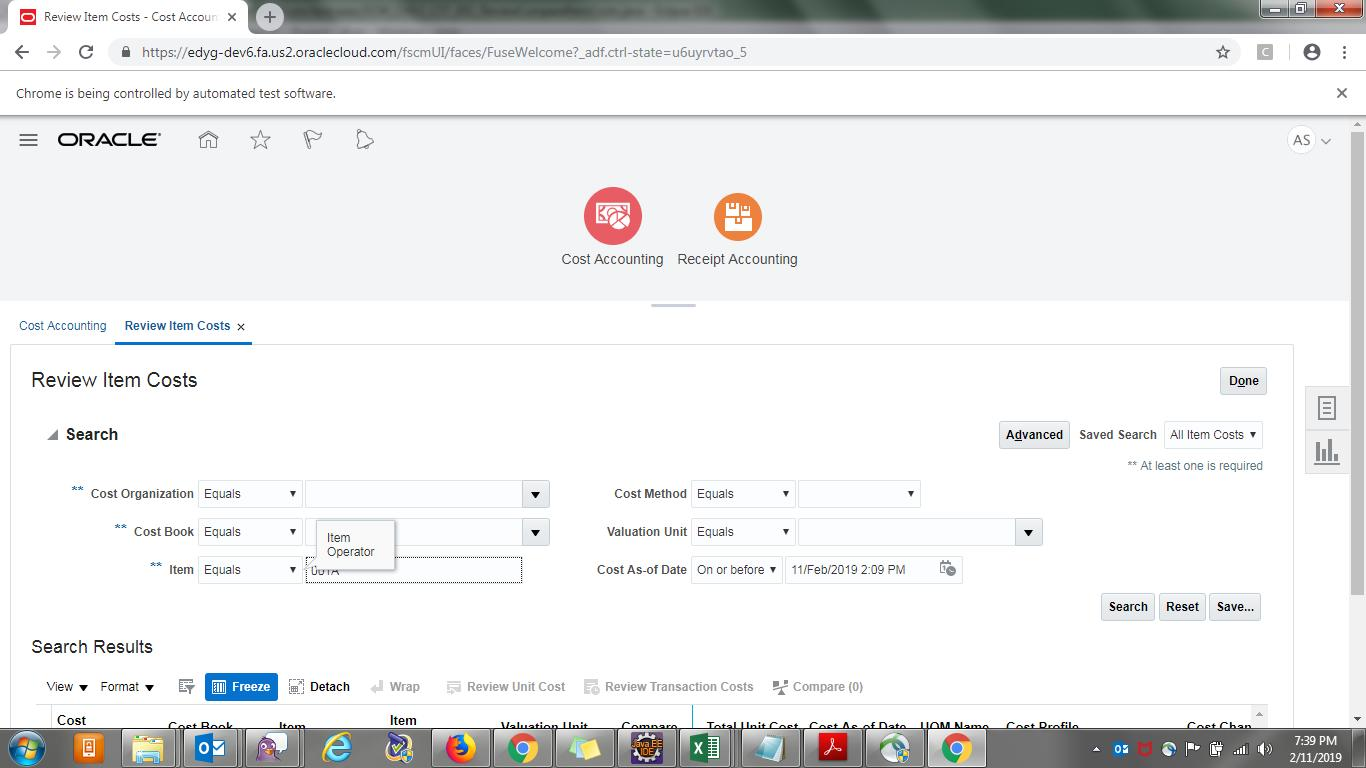 Review Item Costs - Cost Accoun
https://edyg-dev6.fa.us2.oraclecloud.com/fscmUI/faces/FuseWelcome?_adf.ctrl-state=u6uyrvtao_5
C
Chrome is being controlled by automated test software.
ORACLE
AS
Cost Accounting
Receipt Accounting
Cost Accounting
Review Item Costs
Review Item Costs
Done
Search
Advanced Saved Search All Item Costs
** At least one is required
** Cost Organization Equals
Cost Method Equals
** Cost Book Equals
Valuation Unit Equals
Item
Operator
** Item Equals
Cost As-of Date On or before 11/Feb/2019 2:09 PM
Search Reset Save...
Search Results
View Format Freeze Detach Wrap Review Unit Cost Review Transaction Costs Compare (0)
Cost Cost Book Item Item Valuation Unit Compare Total Unit Cost Cost As-of Date UOM Name Cost Profile Cost Chan
Java EE
IDE
7:39 PM
2/11/2019